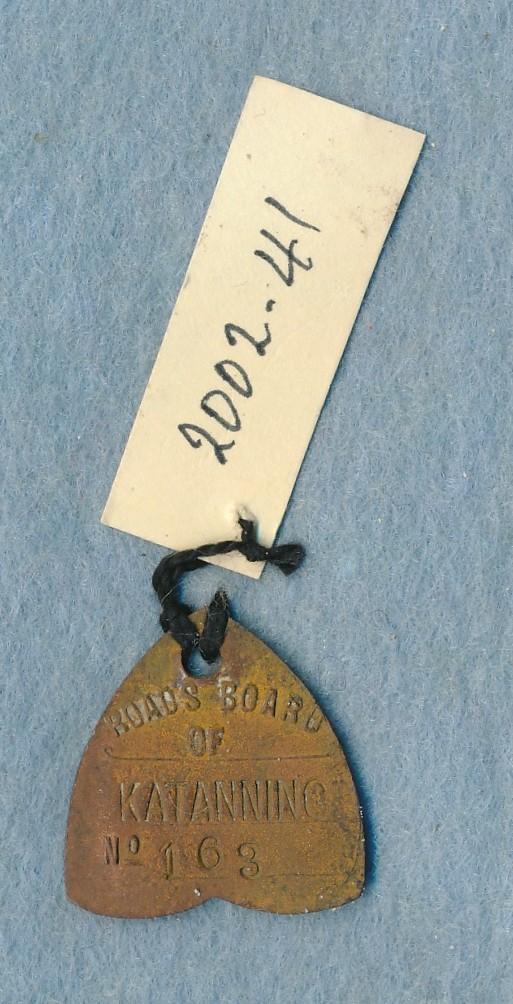 2002-41
ROADS BOARD
OF
KATANNING
No 163